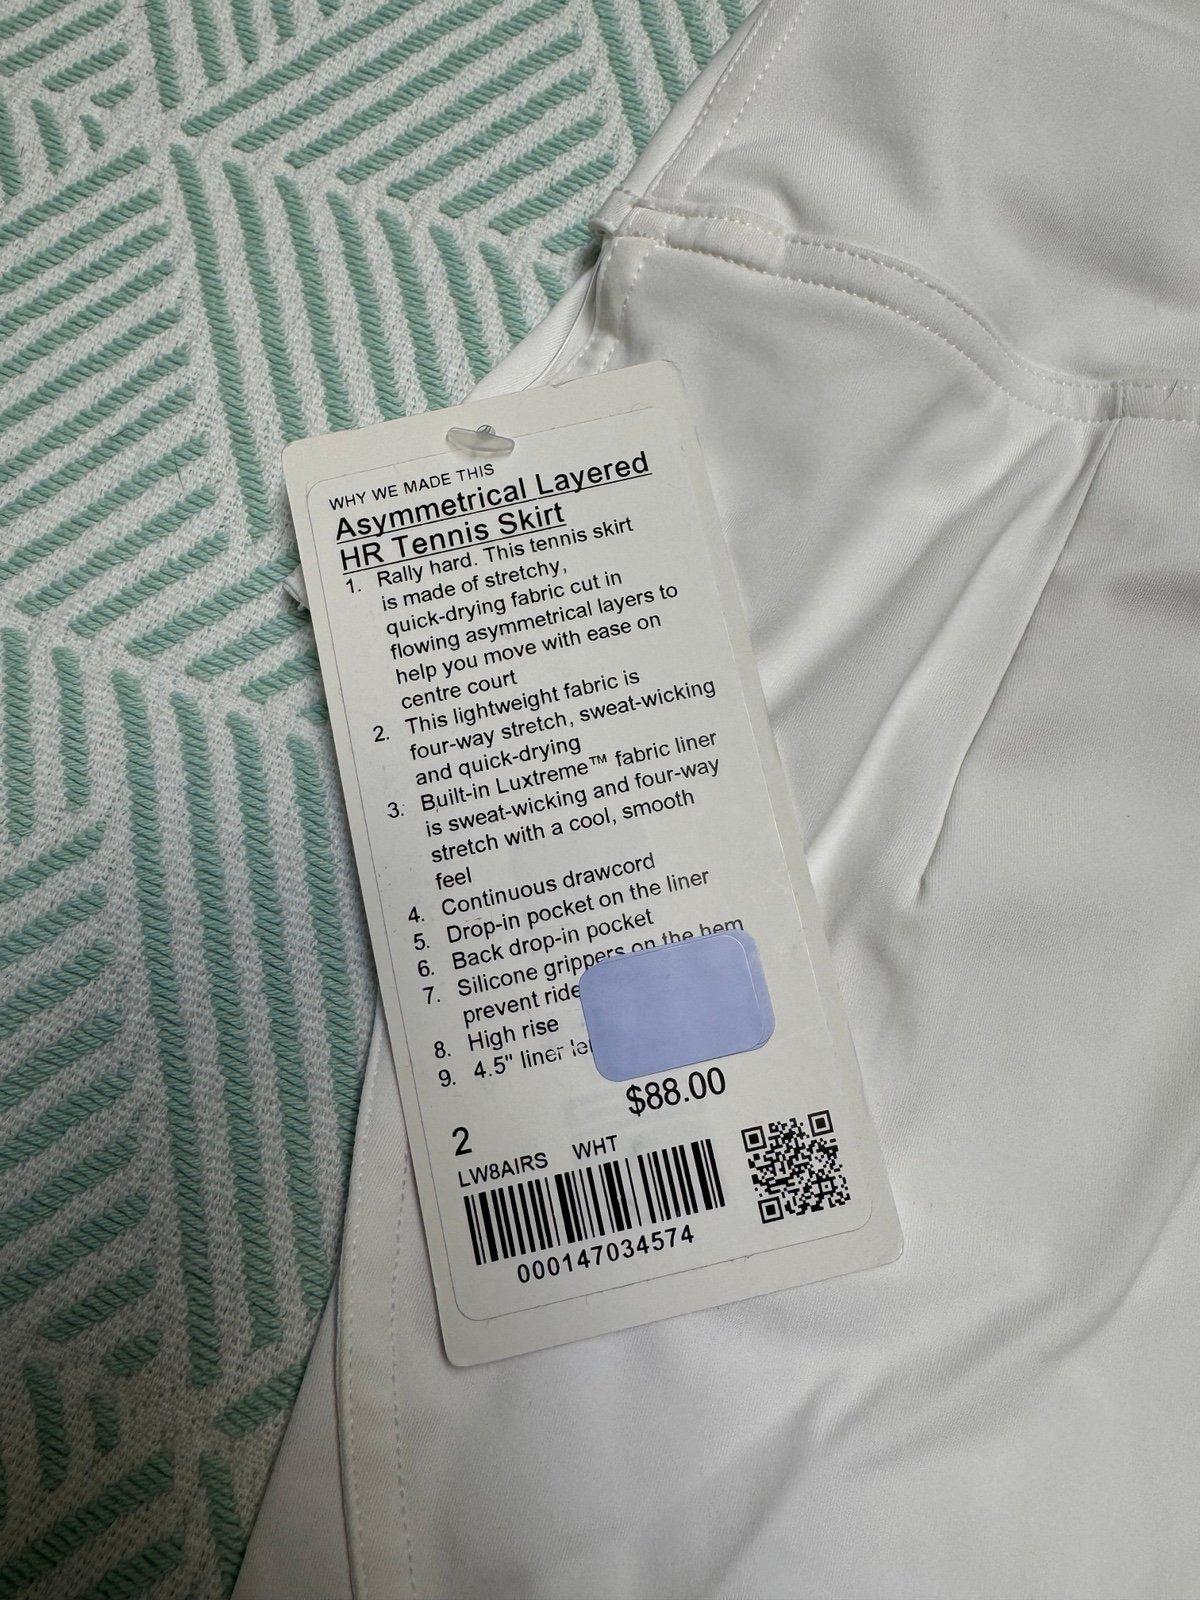 WHY WE MADE THIS
Asymmetrical Layered
HR Tennis Skirt
1. Rally hard. This tennis skirt
is made of stretchy,
quick-drying fabric cut in
flowing asymmetrical layers to
help you move with ease on
centre court
2. This lightweight fabric is
four-way stretch, sweat-wicking
and quick-drying
3. Built-in Luxtreme™ fabric liner
is sweat-wicking and four-way
stretch with a cool, smooth
feel
4. Continuous drawcord
5. Drop-in pocket on the liner
6. Back drop-in pocket
7. Silicone grippers on the hem
prevent ride
8. High rise
9. 4.5" liner
$88.00
2
LW8AIRS WHT
000147034574